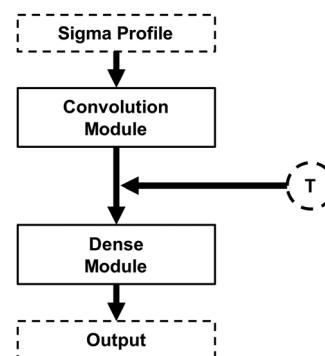 Sigma Profile
Convolution
Module
T
Dense
Module
Output